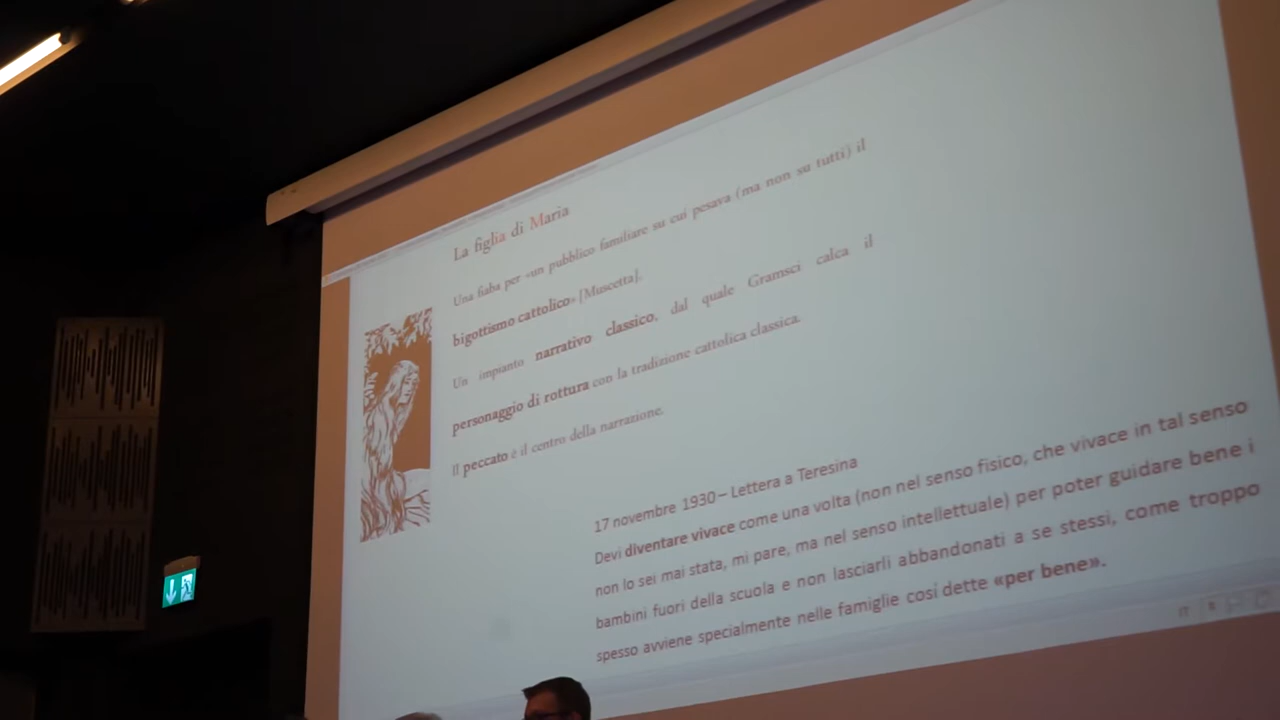 La figlia di Maria
Una fiaba per «un pubblico familiare su cui pesava (ma non su tutti) il
bigottismo cattolico» [Muscetta].
Un impianto narrativo classico, dal quale Gramsci calca il
personaggio di rottura con la tradizione cattolica classica.
Il peccato è il centro della narrazione.
17 novembre 1930 – Lettera a Teresina
Devi diventare vivace come una volta (non nel senso fisico, che vivace in tal senso
non lo sei mai stata, mi pare, ma nel senso intellettuale) per poter guidare bene i
bambini fuori della scuola e non lasciarli abbandonati a se stessi, come troppo
spesso avviene specialmente nelle famiglie cosí dette «per bene».